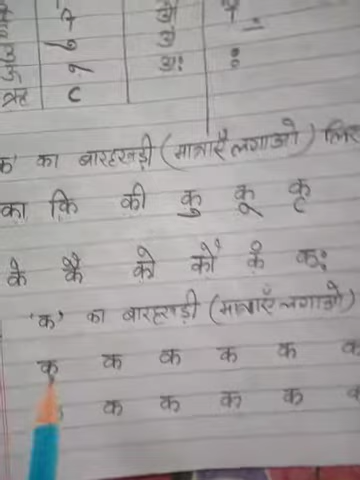 ि ओ ो
ु अं
ऊ ू अः ः
ऋ ृ
क' का बारहखड़ी (मात्राएँ लगाओ)
का कि की कु कू कृ
के कै को कौ कं कः
'क' का बारहखड़ी (मात्राएँ लगाओ)
क क क क क क
क क क क क